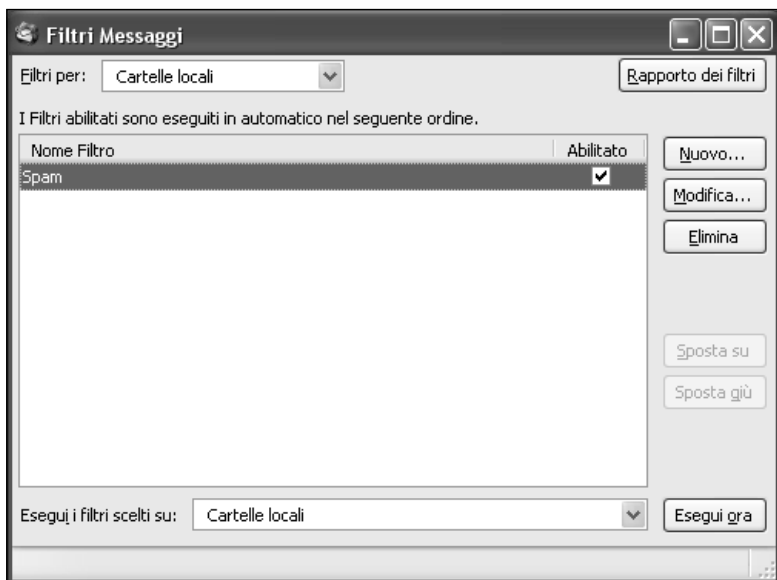 Filtri Messaggi
Filtri per: Cartelle locali Rapporto dei filtri
I Filtri abilitati sono eseguiti in automatico nel seguente ordine.
Nome Filtro Abilitato
Spam
Nuovo...
Modifica...
Elimina
Sposta su
Sposta giù
Esegui i filtri scelti su: Cartelle locali Esegui ora